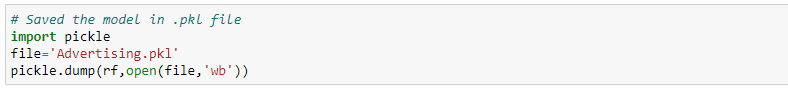 # Saved the model in .pkl file
import pickle
file='Advertising.pkl'
pickle.dump(rf,open(file,'wb'))